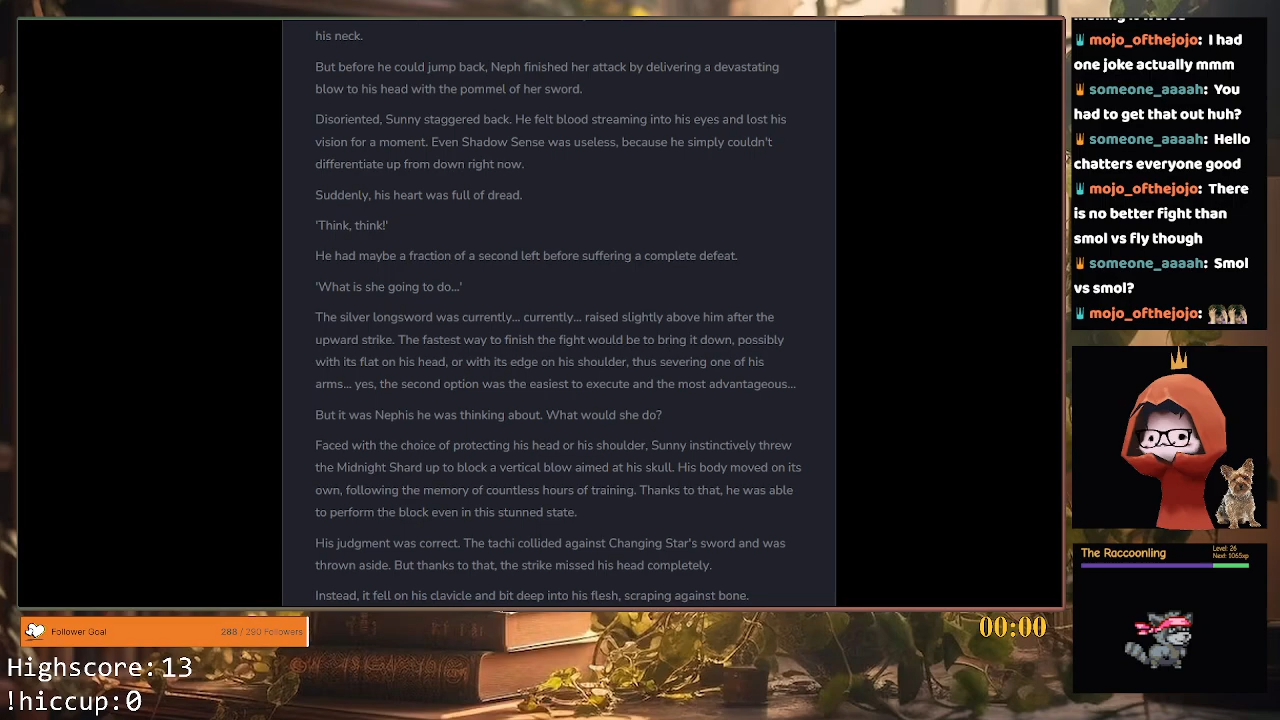 his neck.
But before he could jump back, Neph finished her attack by delivering a devastating
blow to his head with the pommel of her sword.
Disoriented, Sunny staggered back. He felt blood streaming into his eyes and lost his
vision for a moment. Even Shadow Sense was useless, because he simply couldn't
differentiate up from down right now.
Suddenly, his heart was full of dread.
'Think, think!'
He had maybe a fraction of a second left before suffering a complete defeat.
'What is she going to do...'
The silver longsword was currently... currently... raised slightly above him after the
upward strike. The fastest way to finish the fight would be to bring it down, possibly
with its flat on his head, or with its edge on his shoulder, thus severing one of his
arms... yes, the second option was the easiest to execute and the most advantageous...
But it was Nephis he was thinking about. What would she do?
Faced with the choice of protecting his head or his shoulder, Sunny instinctively threw
the Midnight Shard up to block a vertical blow aimed at his skull. His body moved on its
own, following the memory of countless hours of training. Thanks to that, he was able
to perform the block even in this stunned state.
His judgment was correct. The tachi collided against Changing Star's sword and was
thrown aside. But thanks to that, the strike missed his head completely.
Instead, it fell on his clavicle and bit deep into his flesh, scraping against bone.
mojo_ofthejojo: I had
one joke actually mmm
someone_aaaah: You
had to get that out huh?
someone_aaaah: Hello
chatters everyone good
mojo_ofthejojo: There
is no better fight than
smol vs fly though
someone_aaaah: Smol
vs smol?
mojo_ofthejojo:
The Raccoonling
Level: 26
Next: 1065xp
Follower Goal
288 / 290 Followers
00:00
Highscore:13
!hiccup:0